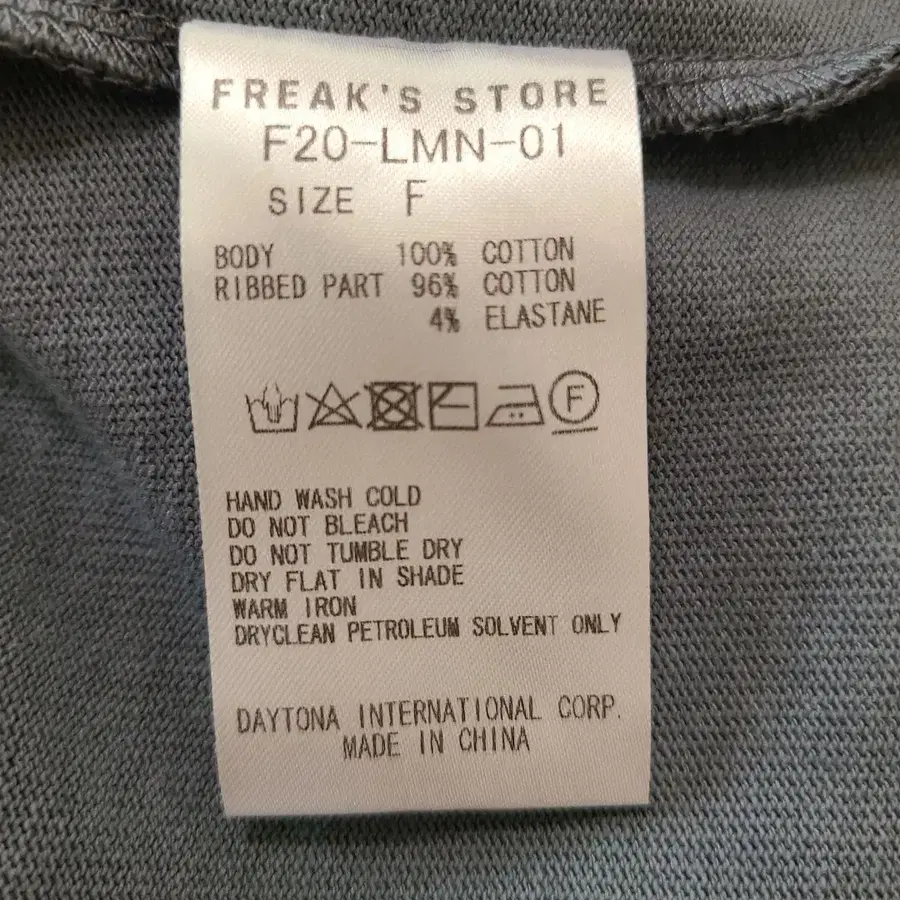 FREAK'S STORE
F20-LMN-01
SIZE F
BODY 100% COTTON
RIBBED PART 96% COTTON
4% ELASTANE
F
HAND WASH COLD
DO NOT BLEACH
DO NOT TUMBLE DRY
DRY FLAT IN SHADE
WARM IRON
DRYCLEAN PETROLEUM SOLVENT ONLY
DAYTONA INTERNATIONAL CORP.
MADE IN CHINA